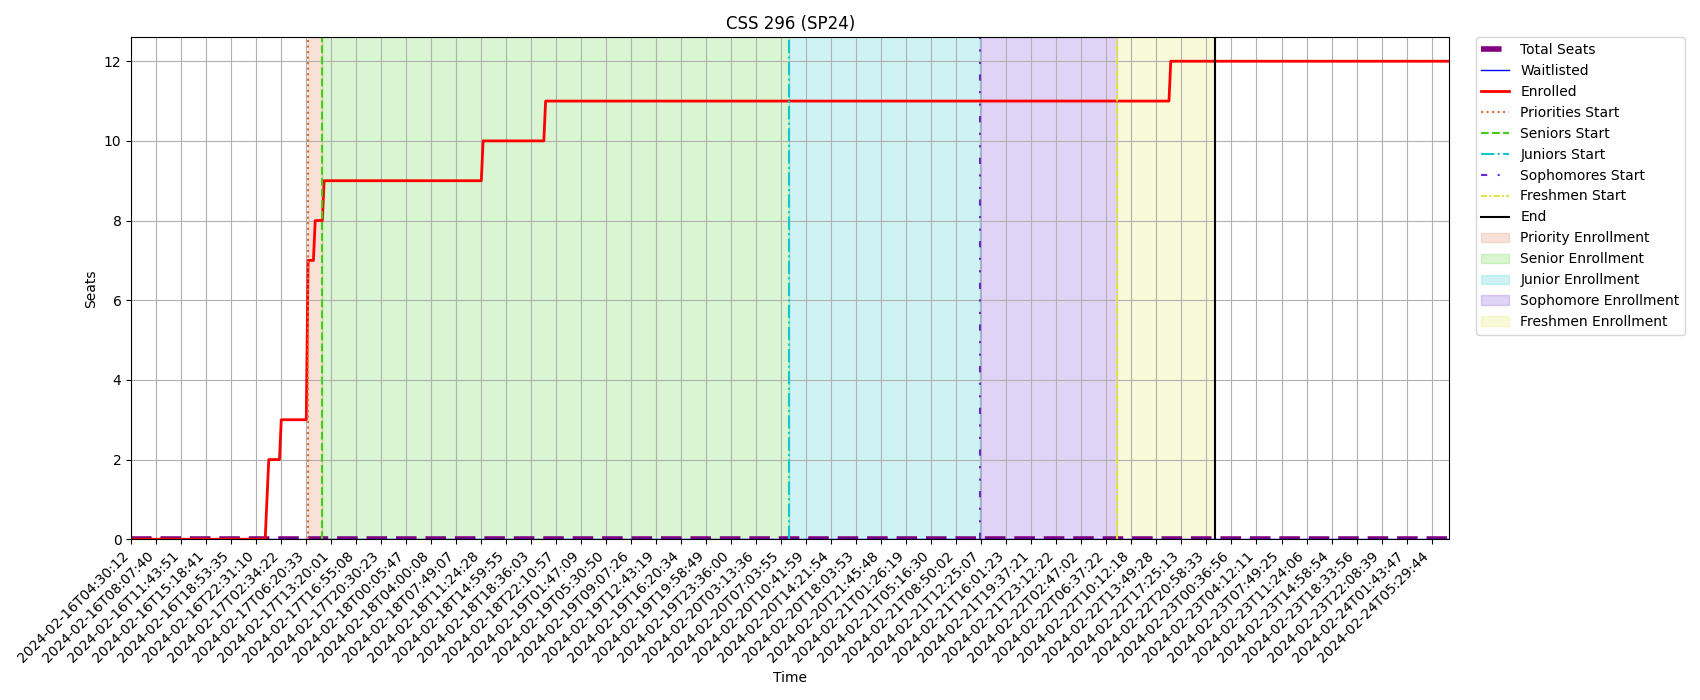 CSS 296 (SP24)
Total Seats
Waitlisted
Enrolled
Priorities Start
Seniors Start
Juniors Start
Sophomores Start
Freshmen Start
End
Priority Enrollment
Senior Enrollment
Junior Enrollment
Sophomore Enrollment
Freshmen Enrollment
Seats
12
10
8
6
4
2
0
2024-02-16T04:30:12
2024-02-16T08:07:40
2024-02-16T11:43:51
2024-02-16T15:18:41
2024-02-16T18:53:35
2024-02-16T22:31:10
2024-02-17T02:34:22
2024-02-17T06:20:33
2024-02-17T13:20:01
2024-02-17T16:55:08
2024-02-17T20:30:23
2024-02-18T00:05:47
2024-02-18T04:00:08
2024-02-18T07:49:07
2024-02-18T11:24:28
2024-02-18T14:59:55
2024-02-18T18:36:03
2024-02-18T22:10:57
2024-02-19T01:47:09
2024-02-19T05:30:50
2024-02-19T09:07:26
2024-02-19T12:43:19
2024-02-19T16:20:34
2024-02-19T19:58:49
2024-02-19T23:36:00
2024-02-20T03:13:36
2024-02-20T07:03:55
2024-02-20T10:41:59
2024-02-20T14:21:54
2024-02-20T18:03:53
2024-02-20T21:45:48
2024-02-21T01:26:19
2024-02-21T05:16:30
2024-02-21T08:50:02
2024-02-21T12:25:07
2024-02-21T16:01:23
2024-02-21T19:37:21
2024-02-21T23:12:22
2024-02-22T02:47:02
2024-02-22T06:37:22
2024-02-22T10:12:18
2024-02-22T13:49:28
2024-02-22T17:25:13
2024-02-22T20:58:33
2024-02-23T00:36:56
2024-02-23T04:12:11
2024-02-23T07:49:25
2024-02-23T11:24:06
2024-02-23T14:58:54
2024-02-23T18:33:56
2024-02-23T22:08:39
2024-02-24T01:43:47
2024-02-24T05:29:44
Time